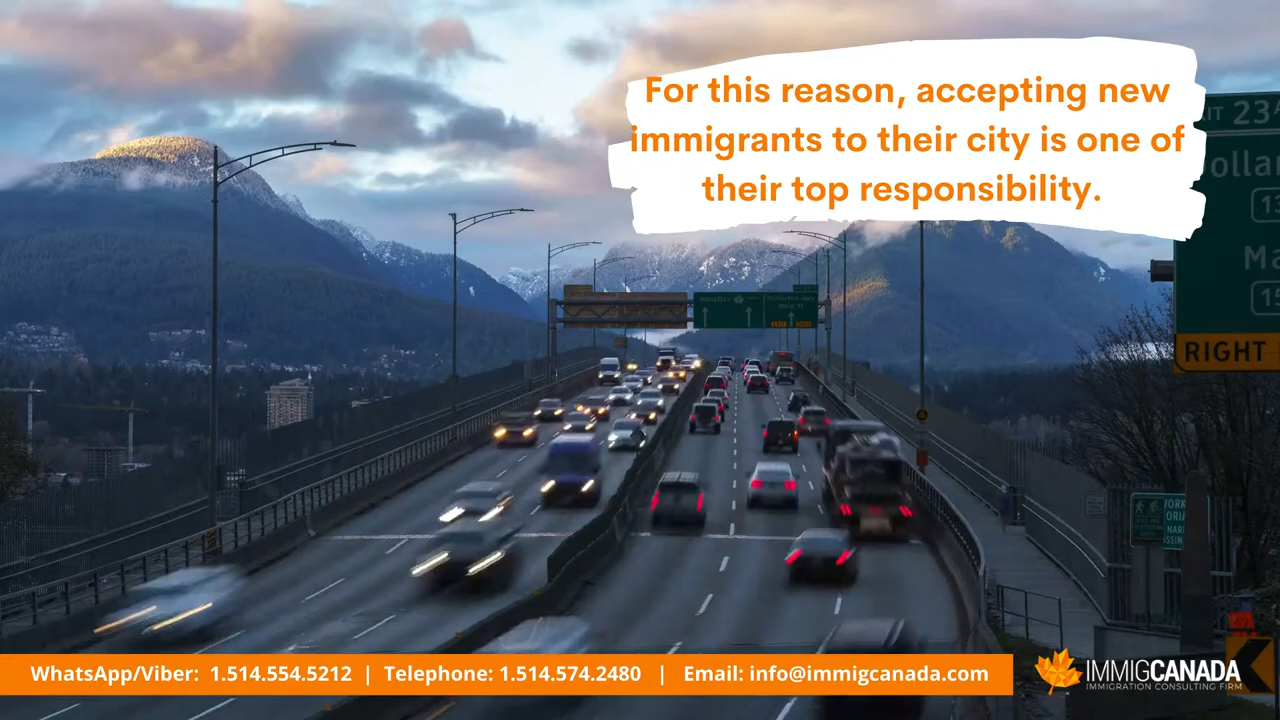 For this reason, accepting new
immigrants to their city is one of
their top responsibility.
RIGHT
WhatsApp/Viber: 1.514.554.5212 | Telephone: 1.514.574.2480 | Email: info@immigcanada.com
IMMIGCANADA
IMMIGRATION CONSULTING FIRM